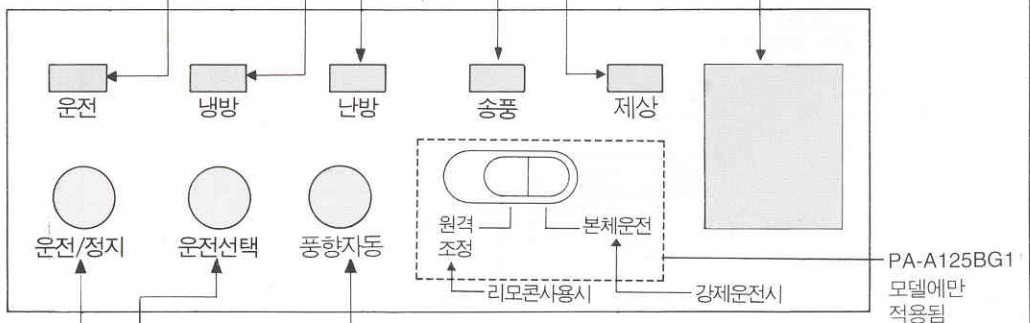 운전 냉방 난방 송풍 제상
운전/정지 운전선택 풍향자동
원격
조정
본체운전
리모콘사용시
강제운전시
PA-A125BG1
모델에만
적용됨